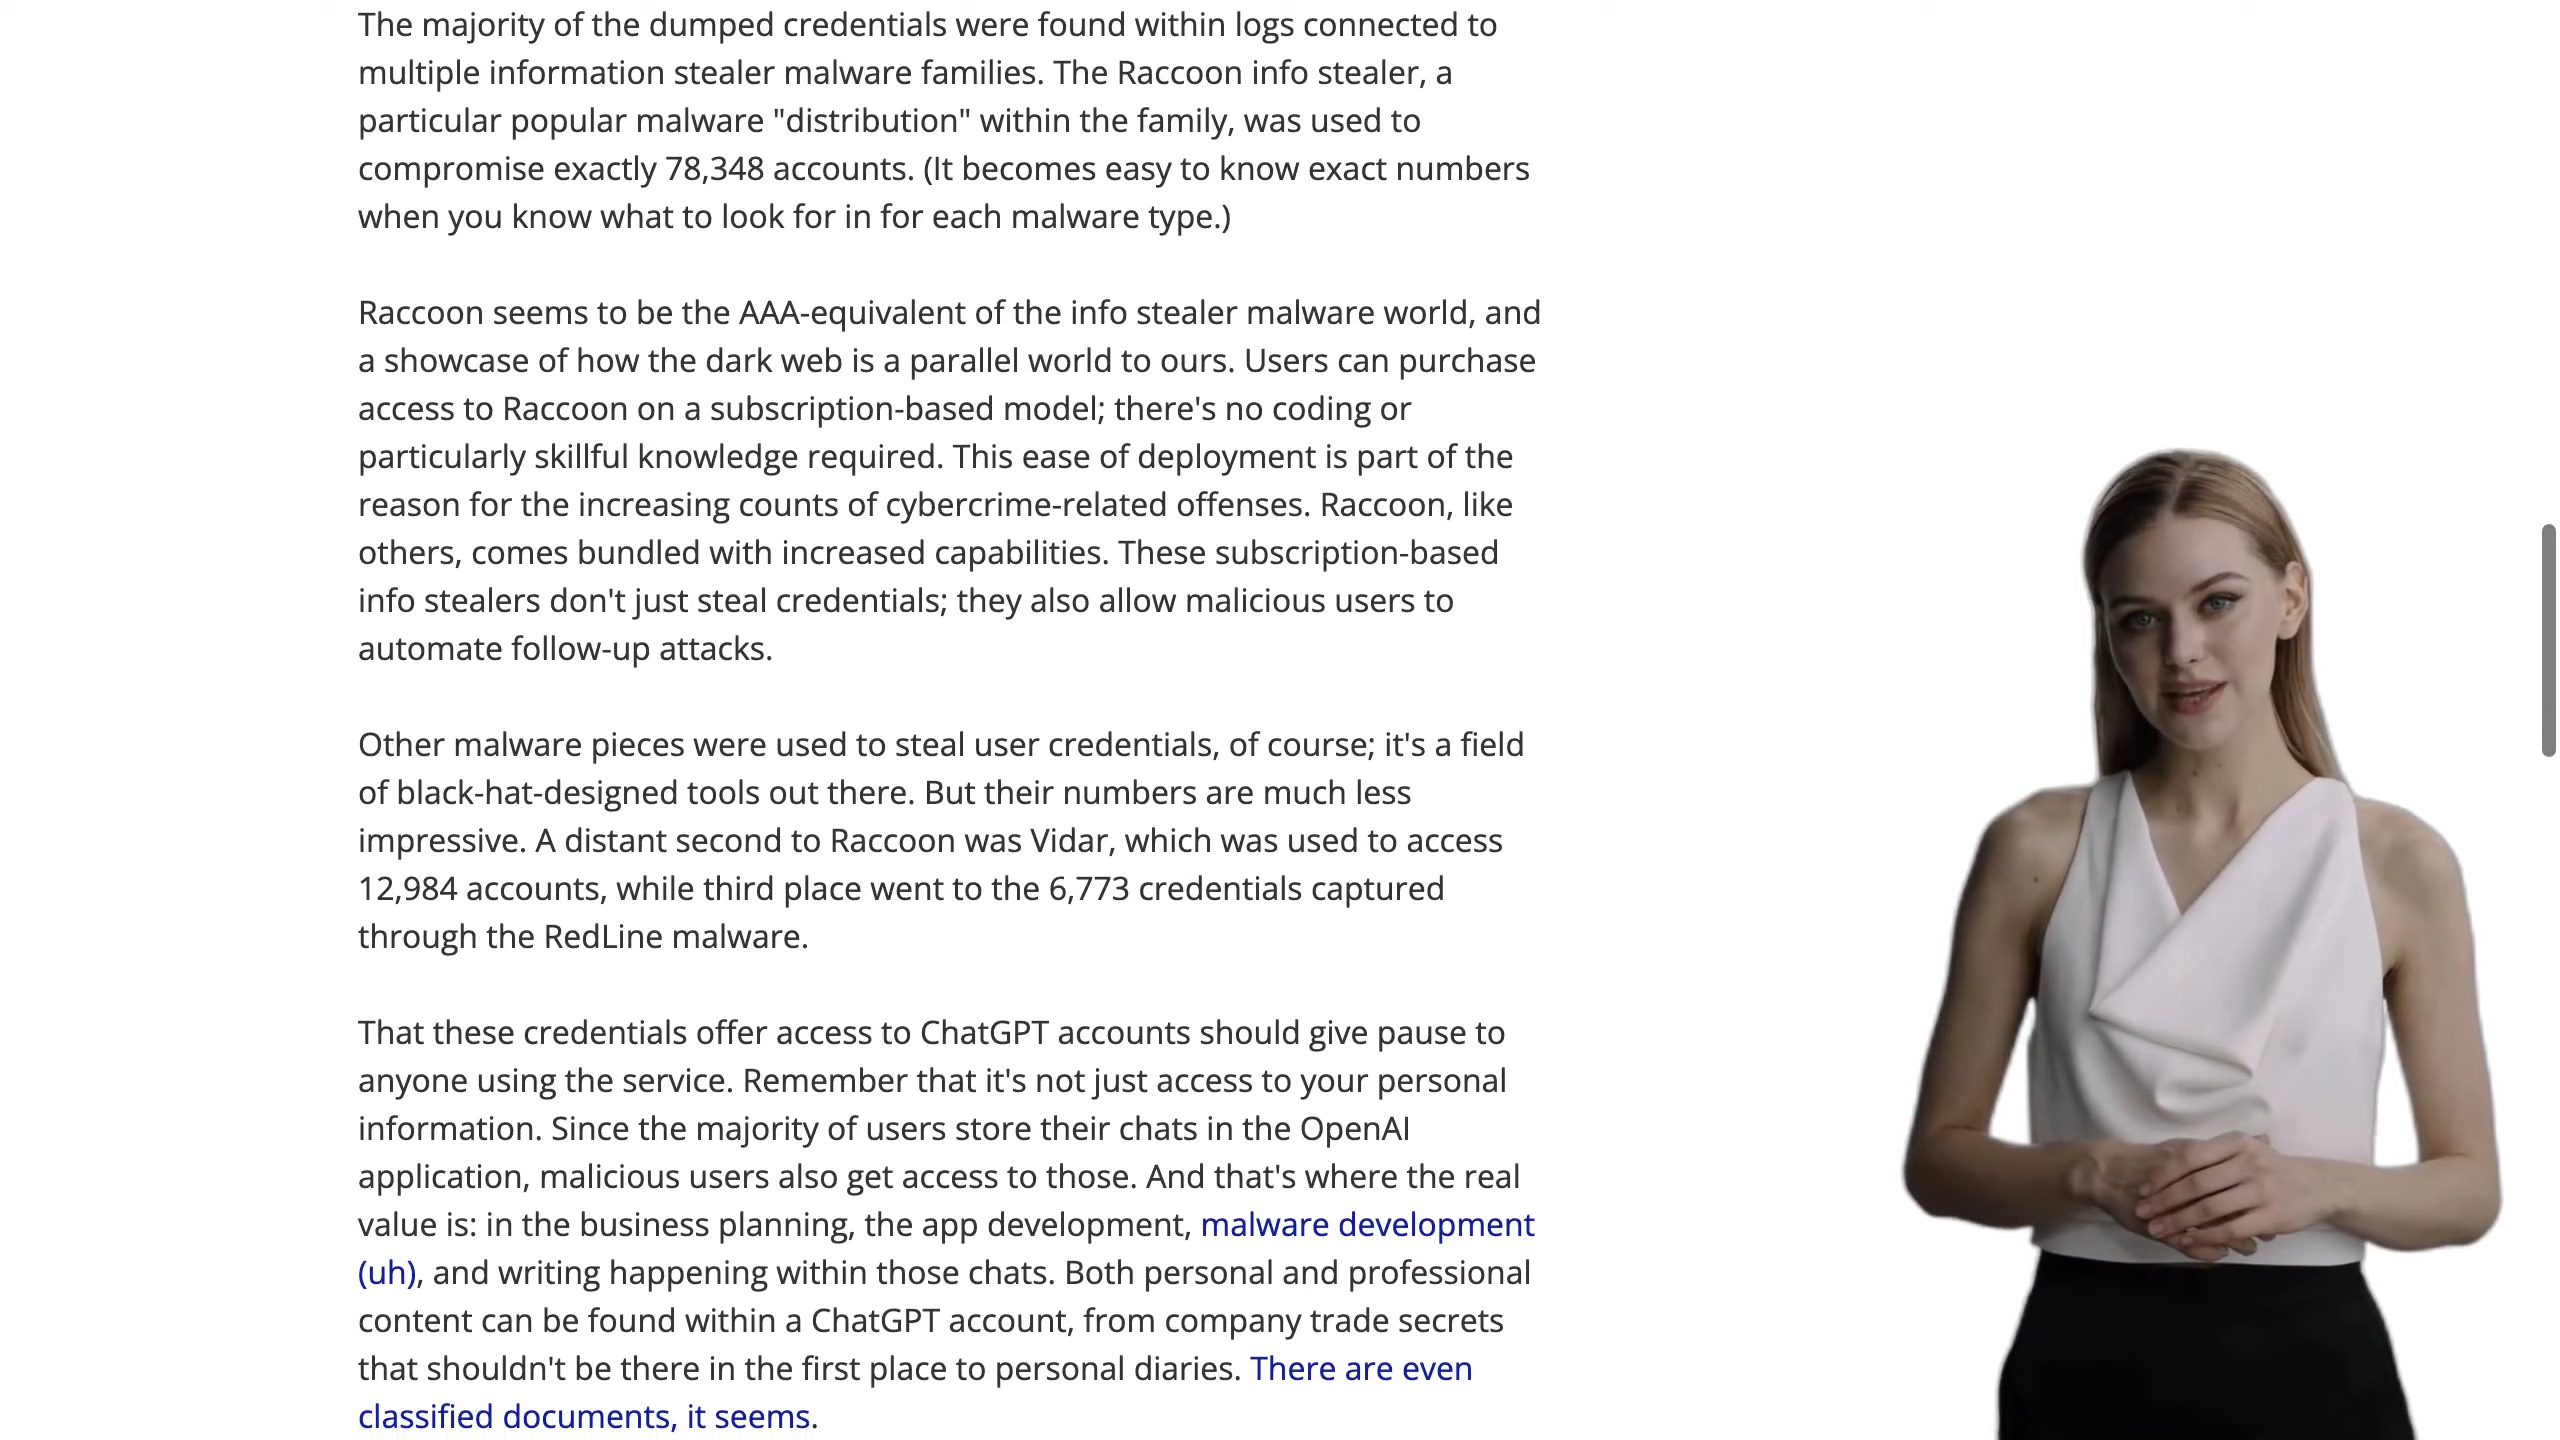 The majority of the dumped credentials were found within logs connected to
multiple information stealer malware families. The Raccoon info stealer, a
particular popular malware "distribution" within the family, was used to
compromise exactly 78,348 accounts. (It becomes easy to know exact numbers
when you know what to look for in for each malware type.)
Raccoon seems to be the AAA-equivalent of the info stealer malware world, and
a showcase of how the dark web is a parallel world to ours. Users can purchase
access to Raccoon on a subscription-based model; there's no coding or
particularly skillful knowledge required. This ease of deployment is part of the
reason for the increasing counts of cybercrime-related offenses. Raccoon, like
others, comes bundled with increased capabilities. These subscription-based
info stealers don't just steal credentials; they also allow malicious users to
automate follow-up attacks.
Other malware pieces were used to steal user credentials, of course; it's a field
of black-hat-designed tools out there. But their numbers are much less
impressive. A distant second to Raccoon was Vidar, which was used to access
12,984 accounts, while third place went to the 6,773 credentials captured
through the RedLine malware.
That these credentials offer access to ChatGPT accounts should give pause to
anyone using the service. Remember that it's not just access to your personal
information. Since the majority of users store their chats in the OpenAI
application, malicious users also get access to those. And that's where the real
value is: in the business planning, the app development, malware development
(uh), and writing happening within those chats. Both personal and professional
content can be found within a ChatGPT account, from company trade secrets
that shouldn't be there in the first place to personal diaries. There are even
classified documents, it seems.